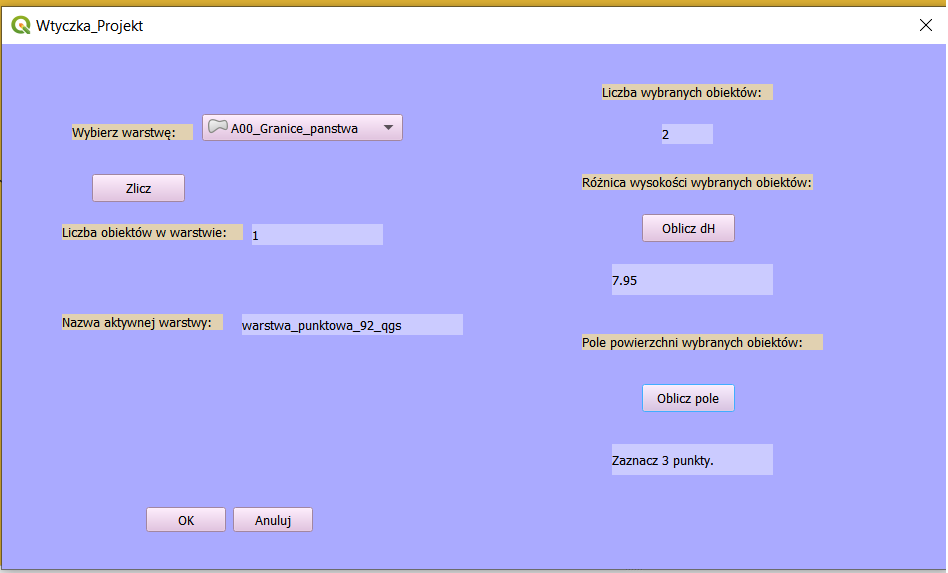 Wtyczka_Projekt
Wybierz warstwę:
A00_Granice_panstwa
Zlicz
Liczba obiektów w warstwie:
1
Nazwa aktywnej warstwy:
warstwa_punktowa_92_qgs
OK
Anuluj
Liczba wybranych obiektów:
2
Różnica wysokości wybranych obiektów:
Oblicz dH
7.95
Pole powierzchni wybranych obiektów:
Oblicz pole
Zaznacz 3 punkty.